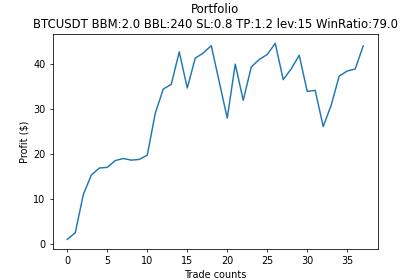 Portfolio
BTCUSDT BBM:2.0 BBL:240 SL:0.8 TP:1.2 lev:15 WinRatio:79.0
40
30
20
10
0
Profit ($)
0 5 10 15 20 25 30 35
Trade counts